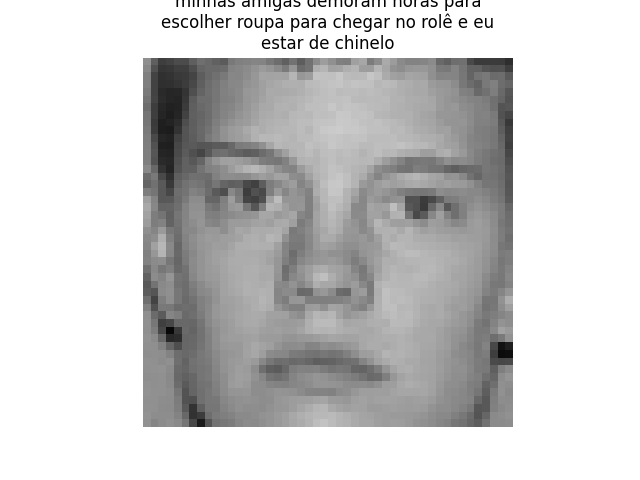 minhas amigas demoram horas para
escolher roupa para chegar no rolê e eu
estar de chinelo